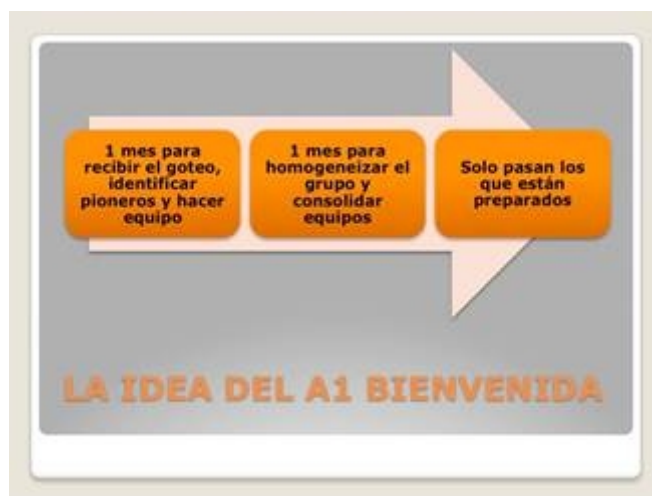 1 mes para
recibir el goteo,
identificar
pioneros y hacer
equipo
1 mes para
homogeneizar el
grupo y
consolidar
equipos
Solo pasan los
que están
preparados
LA IDEA DEL A1 BIENVENIDA